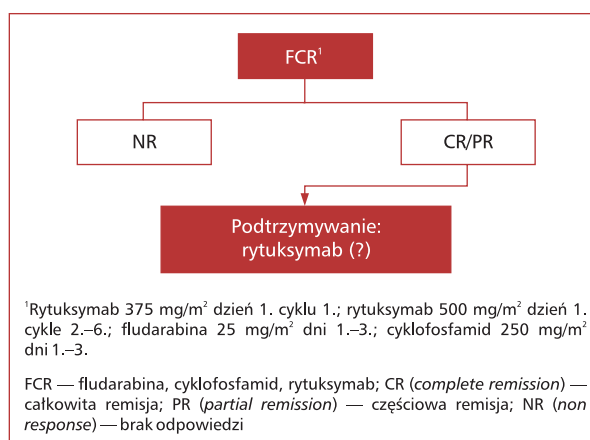 FCR¹
NR
CR/PR
Podtrzymywanie:
rytuksymab (?)
¹Rytuksymab 375 mg/m² dzień 1. cyklu 1.; rytuksymab 500 mg/m² dzień 1.
cykle 2.–6.; fludarabina 25 mg/m² dni 1.–3.; cyklofosfamid 250 mg/m²
dni 1.–3.
FCR — fludarabina, cyklofosfamid, rytuksymab; CR (complete remission) —
całkowita remisja; PR (partial remission) — częściowa remisja; NR (non
response) — brak odpowiedzi